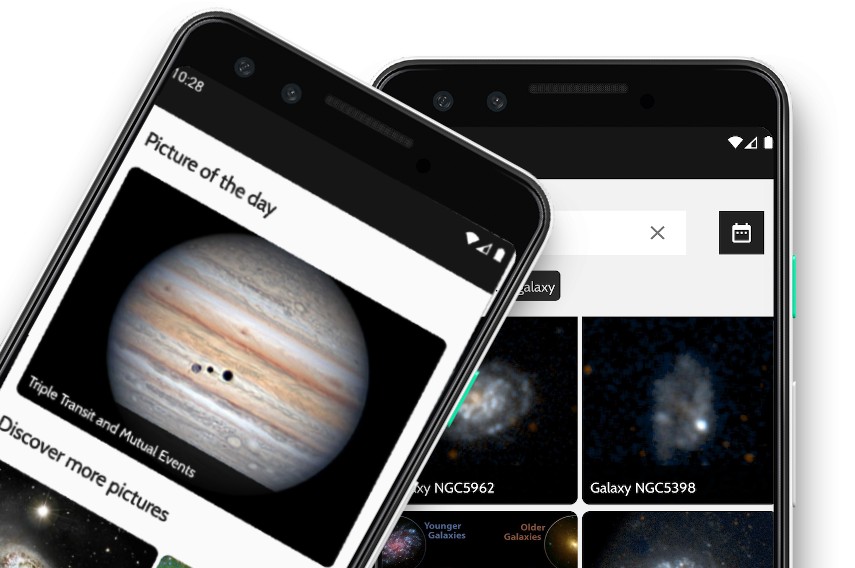 10:28
Picture of the day
Triple Transit and Mutual Events
Discover more pictures
galaxy
NGC5962
Galaxy NGC5398
Younger
Galaxies
Older
Galaxies